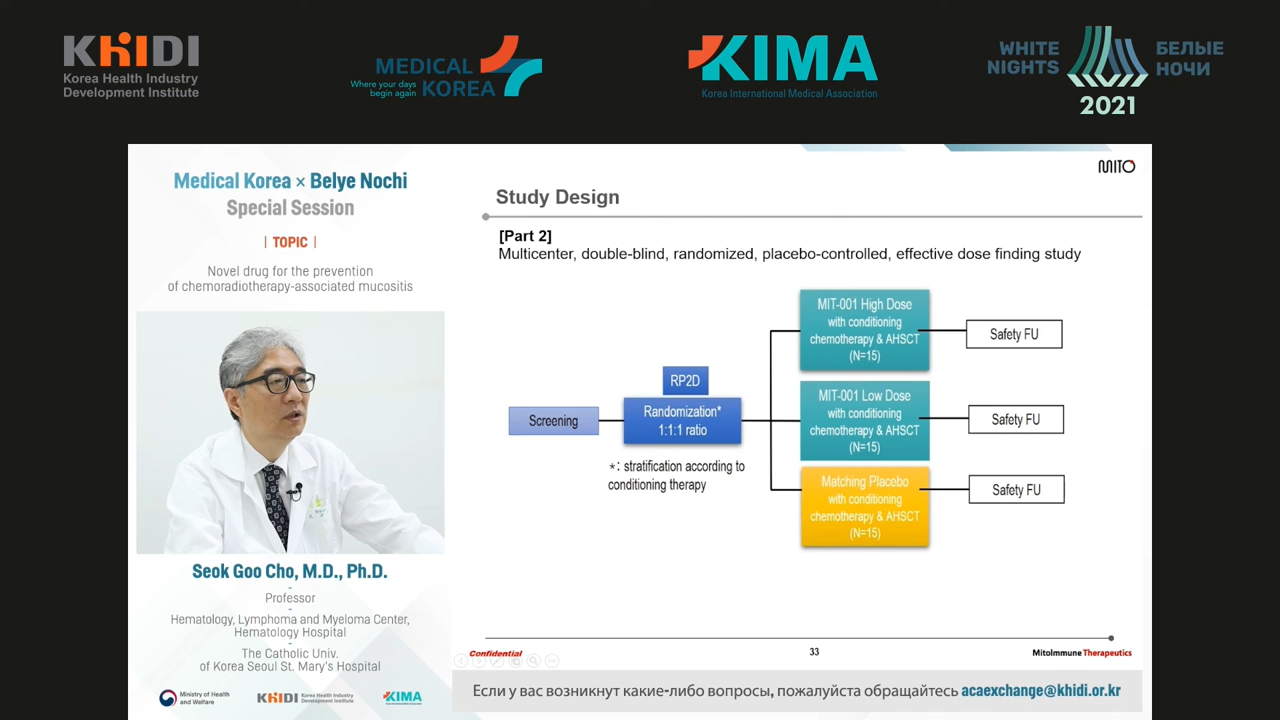 KHIDI
Korea Health Industry
Development Institute
MEDICAL
KOREA
Where your days
begin again
KIMA
Korea International Medical Association
WHITE
NIGHTS
БЕЛЫЕ
НОЧИ
2021
Medical Korea × Belye Nochi
Special Session
| TOPIC |
Novel drug for the prevention
of chemoradiotherapy-associated mucositis
Seok Goo Cho, M.D., Ph.D.
Professor
Hematology, Lymphoma and Myeloma Center,
Hematology Hospital
The Catholic Univ.
of Korea Seoul St. Mary's Hospital
Ministry of Health
and Welfare
KHIDI
Korea Health Industry
Development Institute
KIMA
MITO
Study Design
[Part 2]
Multicenter, double-blind, randomized, placebo-controlled, effective dose finding study
Screening
RP2D
Randomization*
1:1:1 ratio
*: stratification according to
conditioning therapy
MIT-001 High Dose
with conditioning
chemotherapy & AHSCT
(N=15)
Safety FU
MIT-001 Low Dose
with conditioning
chemotherapy & AHSCT
(N=15)
Safety FU
Matching Placebo
with conditioning
chemotherapy & AHSCT
(N=15)
Safety FU
Confidential
33
MitoImmune Therapeutics
Если у вас возникнут какие-либо вопросы, пожалуйста обращайтесь acaexchange@khidi.or.kr